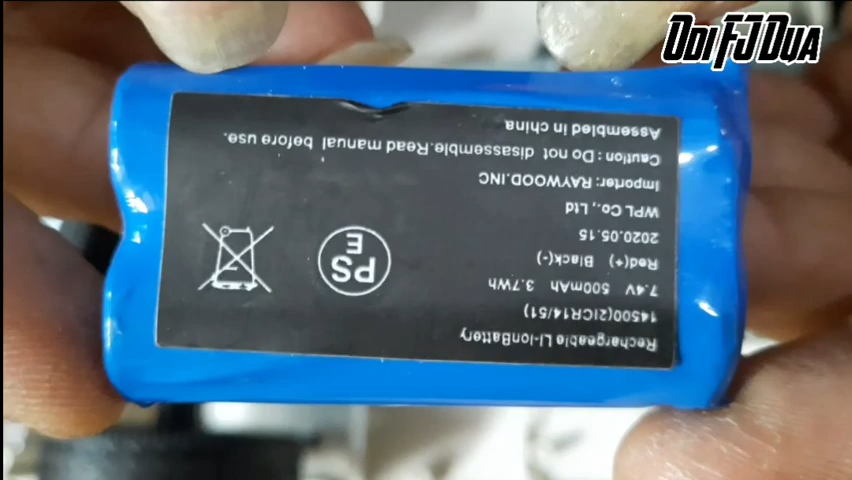 ODIFJDUA
Rechargeable Li-IonBattery
14500(2ICR14/51)
7.4V 500mAh 3.7Wh
Red(+) Black(-)
2020.05.15
WPL Co., Ltd
Importer: RAYWOOD.INC
Caution : Do not disassemble.Read manual before use.
Assembled in china
PS
E